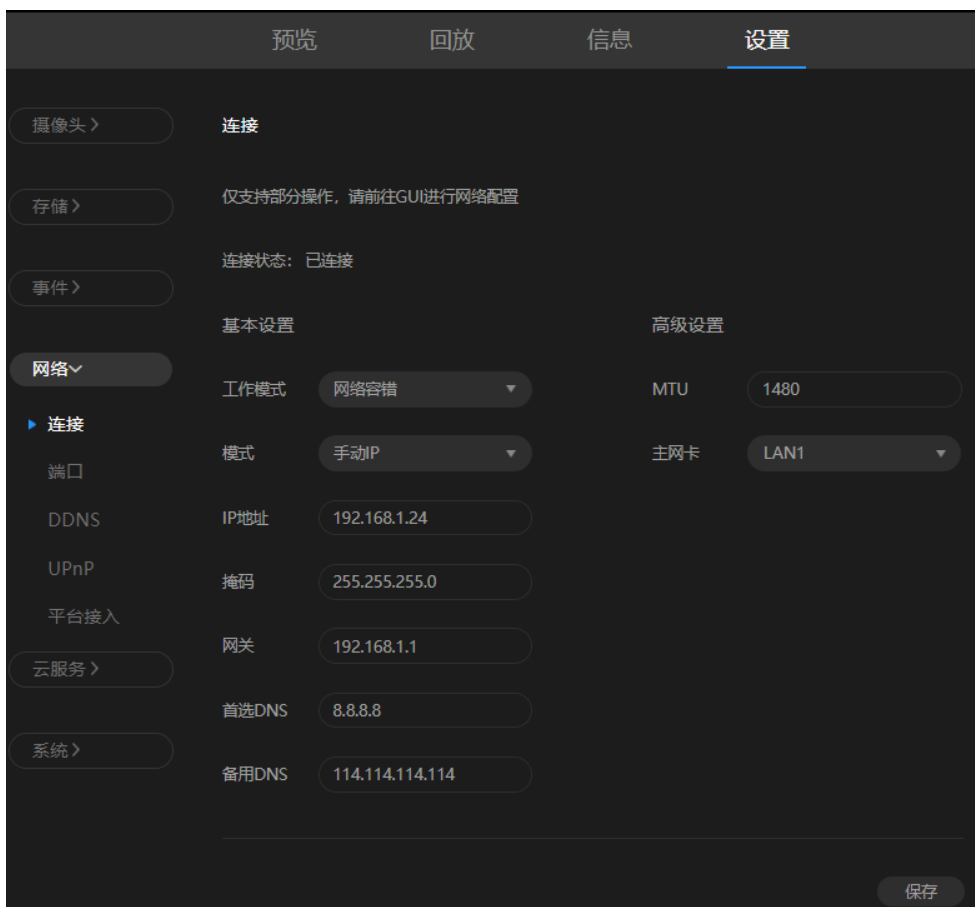 预览 回放 信息 设置
摄像头
存储
事件
网络
连接
端口
DDNS
UPnP
平台接入
云服务
系统
连接
仅支持部分操作，请前往GUI进行网络配置
连接状态： 已连接
基本设置
工作模式 网络容错
模式 手动IP
IP地址 192.168.1.24
掩码 255.255.255.0
网关 192.168.1.1
首选DNS 8.8.8.8
备用DNS 114.114.114.114
高级设置
MTU 1480
主网卡 LAN1
保存